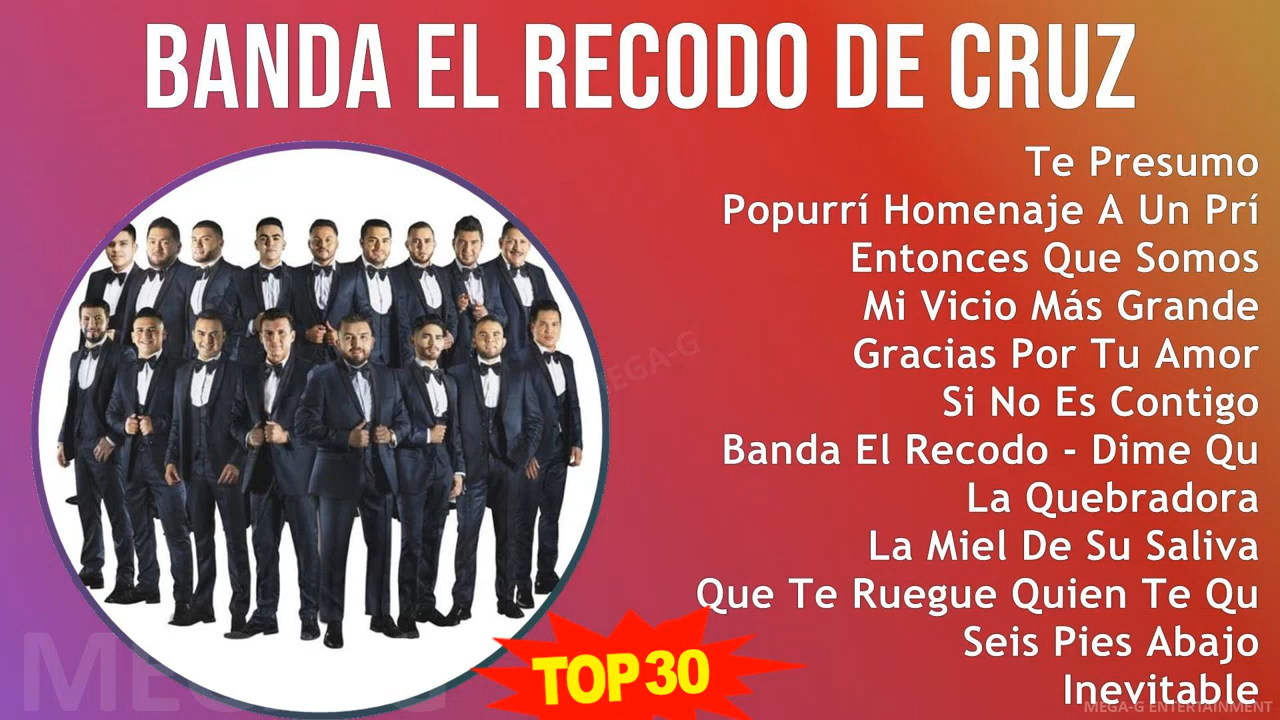 BANDA EL RECODO DE CRUZ
Te Presumo
Popurrí Homenaje A Un Prí
Entonces Que Somos
Mi Vicio Más Grande
Gracias Por Tu Amor
Si No Es Contigo
Banda El Recodo - Dime Qu
La Quebradora
La Miel De Su Saliva
Que Te Ruegue Quien Te Qu
Seis Pies Abajo
Inevitable
TOP 30
MEGA-G
MEGA-G
MEGA-G ENTERTAINMENT